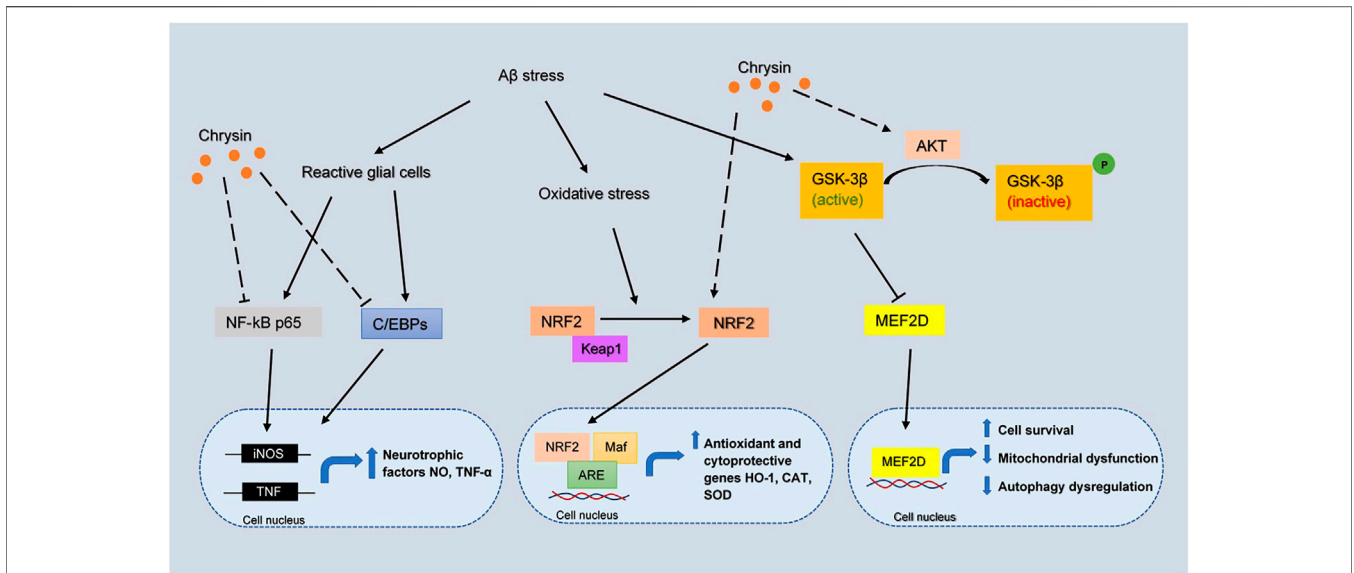 Aβ stress
Chrysin
Chrysin
Reactive glial cells
Oxidative stress
AKT
GSK-3β
(active)
P
GSK-3β
(inactive)
NF-kB p65
C/EBPs
NRF2
Keap1
NRF2
MEF2D
iNOS
TNF
Neurotrophic
factors NO, TNF-α
Cell nucleus
NRF2
Maf
ARE
Antioxidant and
cytoprotective
genes HO-1, CAT,
SOD
Cell nucleus
MEF2D
Cell survival
Mitochondrial dysfunction
Autophagy dysregulation
Cell nucleus